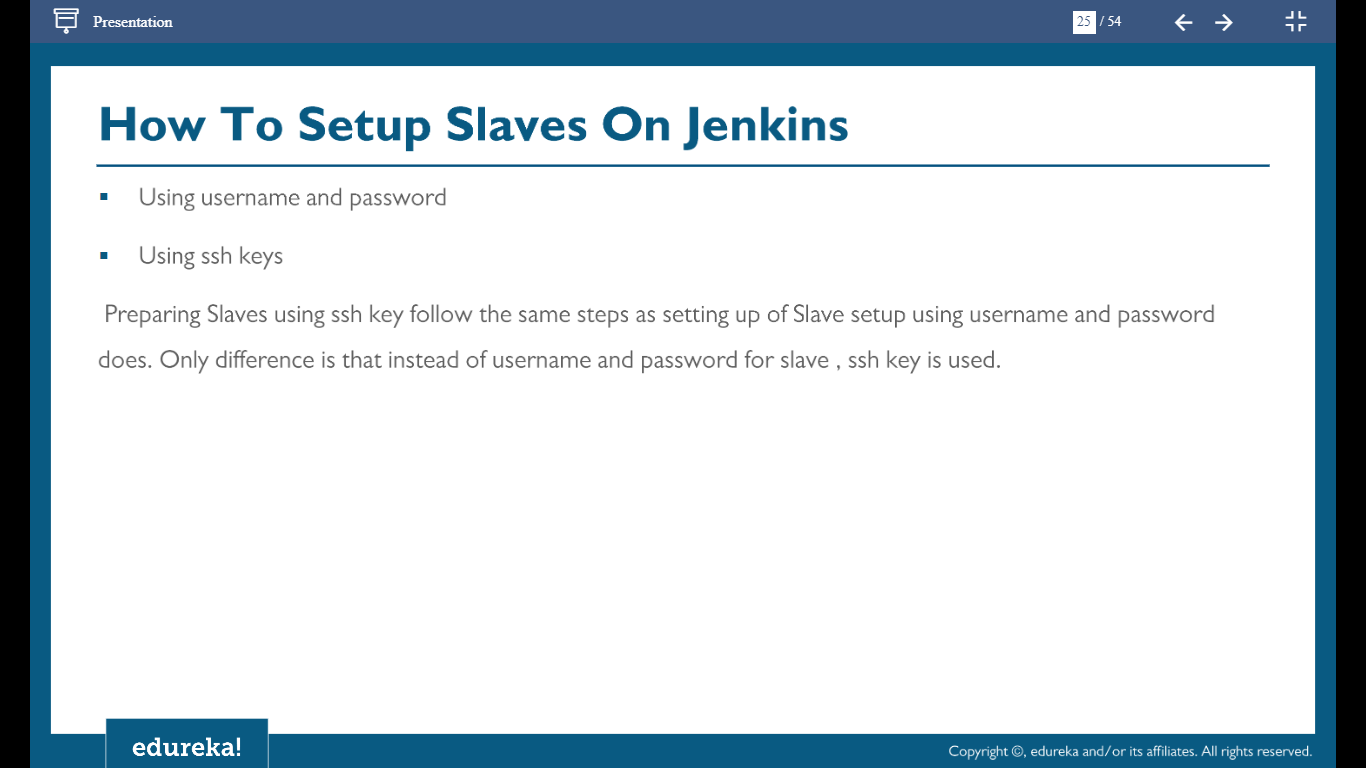 Presentation
25 / 54
How To Setup Slaves On Jenkins
▪ Using username and password
▪ Using ssh keys
Preparing Slaves using ssh key follow the same steps as setting up of Slave setup using username and password
does. Only difference is that instead of username and password for slave , ssh key is used.
edureka!
Copyright ©, edureka and/or its affiliates. All rights reserved.